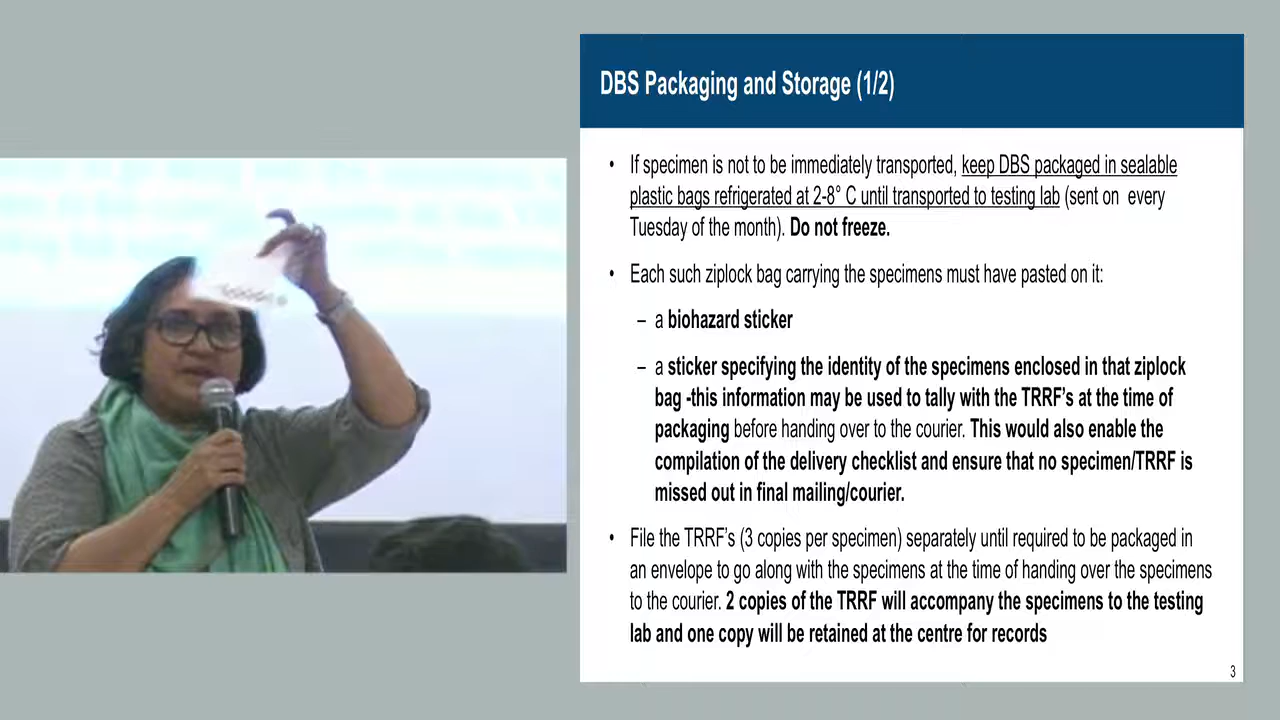 DBS Packaging and Storage (1/2)
• If specimen is not to be immediately transported, keep DBS packaged in sealable
plastic bags refrigerated at 2-8° C until transported to testing lab (sent on every
Tuesday of the month). Do not freeze.
• Each such ziplock bag carrying the specimens must have pasted on it:
– a biohazard sticker
– a sticker specifying the identity of the specimens enclosed in that ziplock
bag -this information may be used to tally with the TRRF's at the time of
packaging before handing over to the courier. This would also enable the
compilation of the delivery checklist and ensure that no specimen/TRRF is
missed out in final mailing/courier.
• File the TRRF's (3 copies per specimen) separately until required to be packaged in
an envelope to go along with the specimens at the time of handing over the specimens
to the courier. 2 copies of the TRRF will accompany the specimens to the testing
lab and one copy will be retained at the centre for records
3